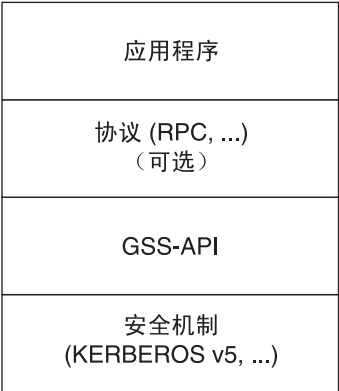 应用程序
协议 (RPC, ...)
（可选）
GSS-API
安全机制
(KERBEROS v5, ...)